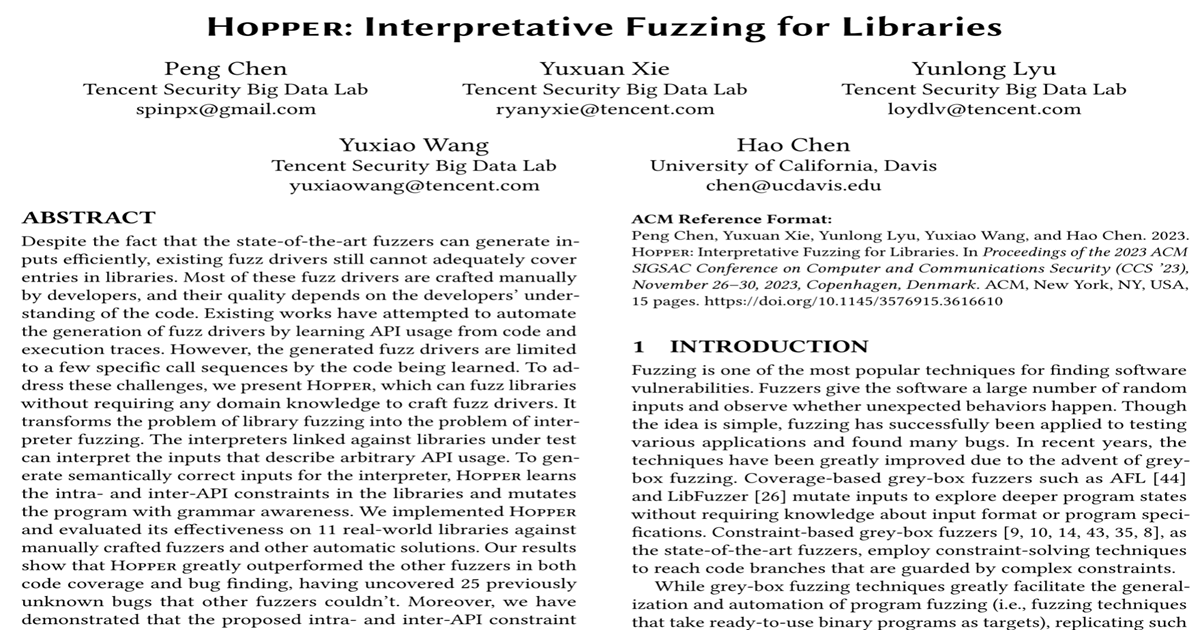 HOPPER: Interpretative Fuzzing for Libraries
Peng Chen
Tencent Security Big Data Lab
spinpx@gmail.com
Yuxuan Xie
Tencent Security Big Data Lab
ryanyxie@tencent.com
Yunlong Lyu
Tencent Security Big Data Lab
loydlv@tencent.com
Yuxiao Wang
Tencent Security Big Data Lab
yuxiaowang@tencent.com
Hao Chen
University of California, Davis
chen@ucdavis.edu
ABSTRACT
Despite the fact that the state-of-the-art fuzzers can generate in-
puts efficiently, existing fuzz drivers still cannot adequately cover
entries in libraries. Most of these fuzz drivers are crafted manually
by developers, and their quality depends on the developers' under-
standing of the code. Existing works have attempted to automate
the generation of fuzz drivers by learning API usage from code and
execution traces. However, the generated fuzz drivers are limited
to a few specific call sequences by the code being learned. To ad-
dress these challenges, we present HOPPER, which can fuzz libraries
without requiring any domain knowledge to craft fuzz drivers. It
transforms the problem of library fuzzing into the problem of inter-
preter fuzzing. The interpreters linked against libraries under test
can interpret the inputs that describe arbitrary API usage. To gen-
erate semantically correct inputs for the interpreter, HOPPER learns
the intra- and inter-API constraints in the libraries and mutates
the program with grammar awareness. We implemented HOPPER
and evaluated its effectiveness on 11 real-world libraries against
manually crafted fuzzers and other automatic solutions. Our results
show that HOPPER greatly outperformed the other fuzzers in both
code coverage and bug finding, having uncovered 25 previously
unknown bugs that other fuzzers couldn't. Moreover, we have
demonstrated that the proposed intra- and inter-API constraint
ACM Reference Format:
Peng Chen, Yuxuan Xie, Yunlong Lyu, Yuxiao Wang, and Hao Chen. 2023.
HOPPER: Interpretative Fuzzing for Libraries. In Proceedings of the 2023 ACM
SIGSAC Conference on Computer and Communications Security (CCS '23),
November 26–30, 2023, Copenhagen, Denmark. ACM, New York, NY, USA,
15 pages. https://doi.org/10.1145/3576915.3616610
1 INTRODUCTION
Fuzzing is one of the most popular techniques for finding software
vulnerabilities. Fuzzers give the software a large number of random
inputs and observe whether unexpected behaviors happen. Though
the idea is simple, fuzzing has successfully been applied to testing
various applications and found many bugs. In recent years, the
techniques have been greatly improved due to the advent of grey-
box fuzzing. Coverage-based grey-box fuzzers such as AFL [44]
and LibFuzzer [26] mutate inputs to explore deeper program states
without requiring knowledge about input format or program speci-
fications. Constraint-based grey-box fuzzers [9, 10, 14, 43, 35, 8], as
the state-of-the-art fuzzers, employ constraint-solving techniques
to reach code branches that are guarded by complex constraints.
While grey-box fuzzing techniques greatly facilitate the general-
ization and automation of program fuzzing (i.e., fuzzing techniques
that take ready-to-use binary programs as targets), replicating such